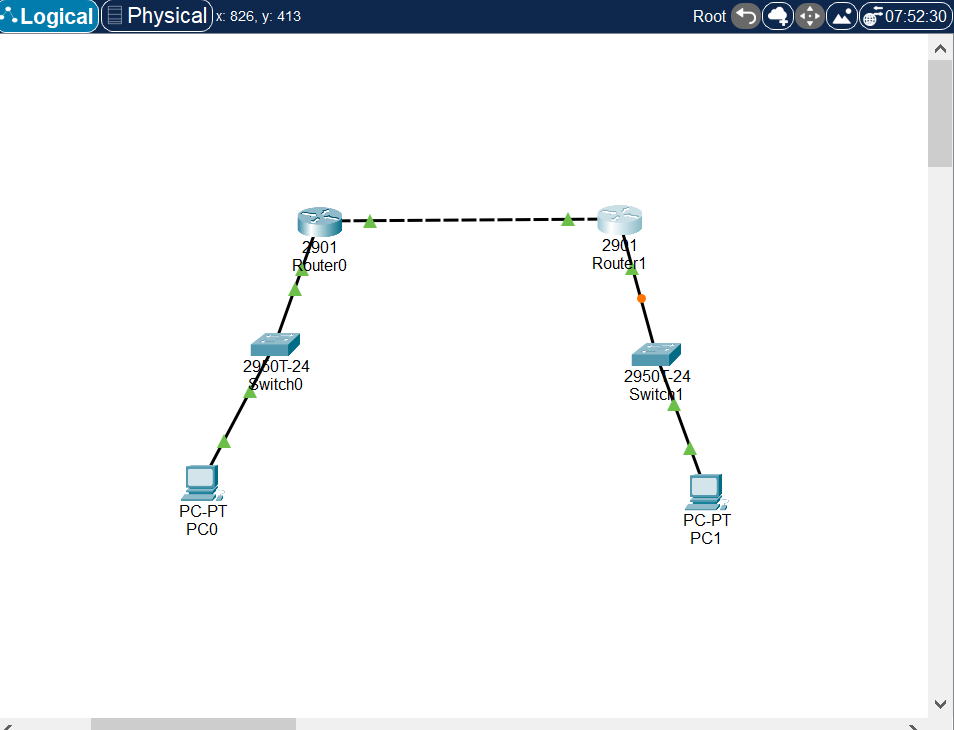 Logical
Physical
x: 826, y: 413
Root
07:52:30
2901
Router0
2901
Router1
2950T-24
Switch0
2950T-24
Switch1
PC-PT
PC0
PC-PT
PC1